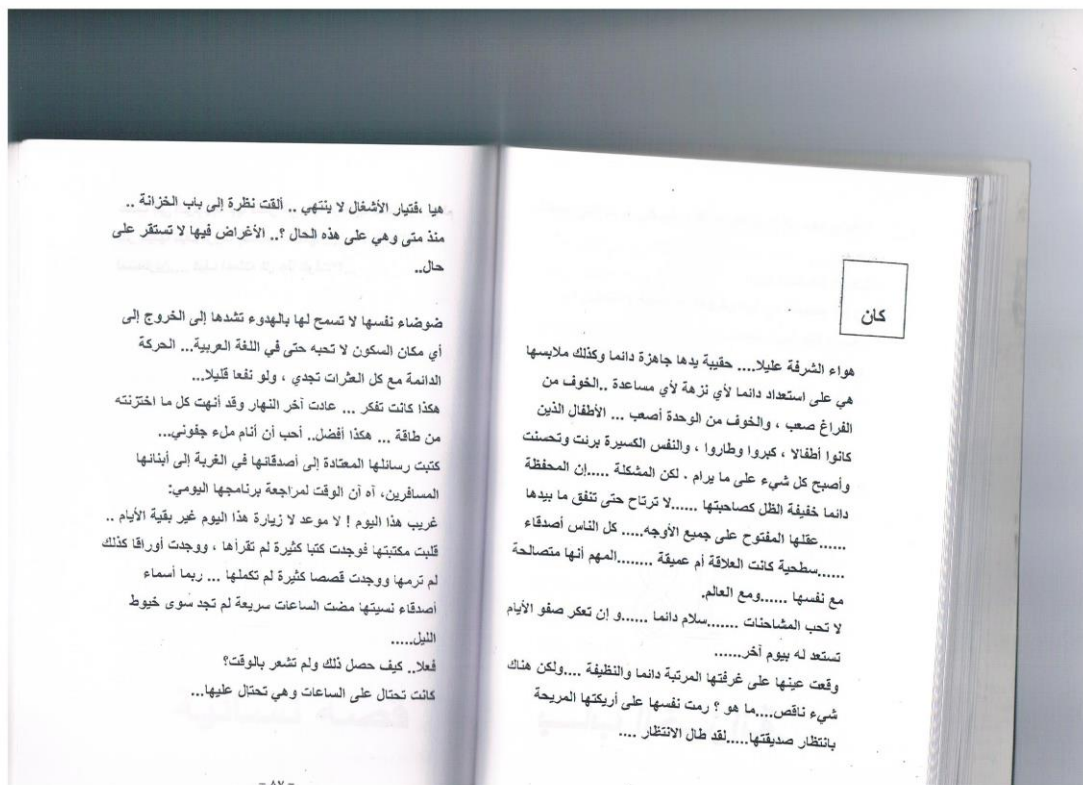 كان
هواء الشرفة عليلا.... حقيبة يدها جاهزة دائما وكذلك ملابسها
هي على استعداد دائما لأي نزهة لأي مساعدة ..الخوف من
الفراغ صعب ، والخوف من الوحدة أصعب ... الأطفال الذين
كانوا أطفالا ، كبروا وطاروا ، والنفس الكسيرة برئت وتحسنت
وأصبح كل شيء على ما يرام . لكن المشكلة .....إن المحفظة
دائما خفيفة الظل كصاحبتها ......لا ترتاح حتى تنفق ما بيدها
......عقلها المفتوح على جميع الأوجه..... كل الناس أصدقاء
......سطحية كانت العلاقة أم عميقة ........المهم أنها متصالحة
مع نفسها ......ومع العالم.
لا تحب المشاحنات .......سلام دائما ......و إن تعكر صفو الأيام
تستعد له بيوم آخر......
وقعت عينها على غرفتها المرتبة دائما والنظيفة ....ولكن هناك
شيء ناقص....ما هو ؟ رمت نفسها على أريكتها المريحة
بانتظار صديقتها.....لقد طال الانتظار ....
هيا ،فتيار الأشغال لا ينتهي .. ألقت نظرة إلى باب الخزانة ..
منذ متى وهي على هذه الحال ؟.. الأغراض فيها لا تستقر على
حال..
ضوضاء نفسها لا تسمح لها بالهدوء تشدها إلى الخروج إلى
أي مكان السكون لا تحبه حتى في اللغة العربية... الحركة
الدائمة مع كل العثرات تجدي ، ولو نفعا قليلا...
هكذا كانت تفكر ... عادت آخر النهار وقد أنهت كل ما اختزنته
من طاقة ... هكذا أفضل.. أحب أن أنام ملء جفوني...
كتبت رسائلها المعتادة إلى أصدقائها في الغربة إلى أبنائها
المسافرين، آه آن الوقت لمراجعة برنامجها اليومي:
غريب هذا اليوم ! لا موعد لا زيارة هذا اليوم غير بقية الأيام ..
قلبت مكتبتها فوجدت كتبا كثيرة لم تقرأها ، ووجدت أوراقا كذلك
لم ترمها ووجدت قصصا كثيرة لم تكملها ... ربما أسماء
أصدقاء نسيتها مضت الساعات سريعة لم تجد سوى خيوط
الليل.....
فعلا.. كيف حصل ذلك ولم تشعر بالوقت؟
كانت تحتال على الساعات وهي تحتال عليها...
- ٨٧ -